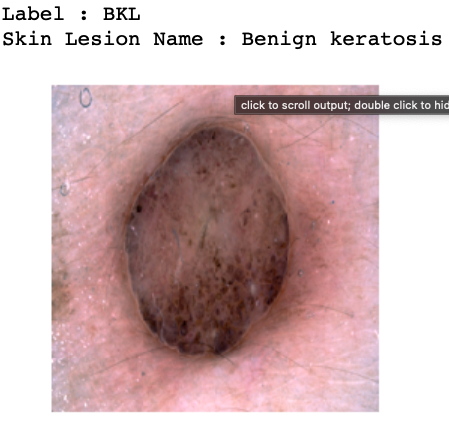 Label : BKL
Skin Lesion Name : Benign keratosis
click to scroll output; double click to hid